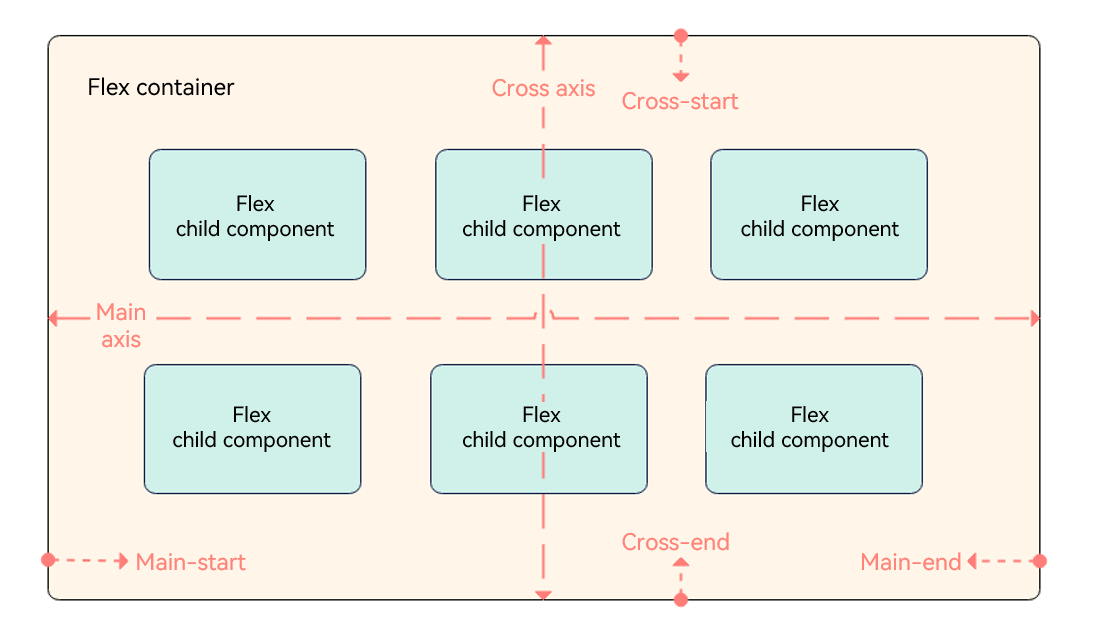 Flex container
Cross axis
Cross-start
Flex
child component
Flex
child component
Flex
child component
Main
axis
Flex
child component
Flex
child component
Flex
child component
Cross-end
Main-start
Main-end